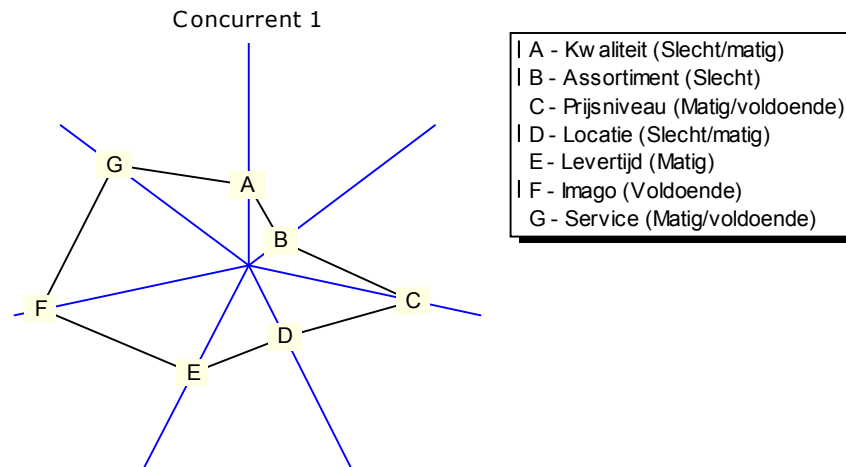 Concurrent 1
A - Kwaliteit (Slecht/matig)
B - Assortiment (Slecht)
C - Prijsniveau (Matig/voldoende)
D - Locatie (Slecht/matig)
E - Levertijd (Matig)
F - Imago (Voldoende)
G - Service (Matig/voldoende)
G
A
B
F
C
D
E